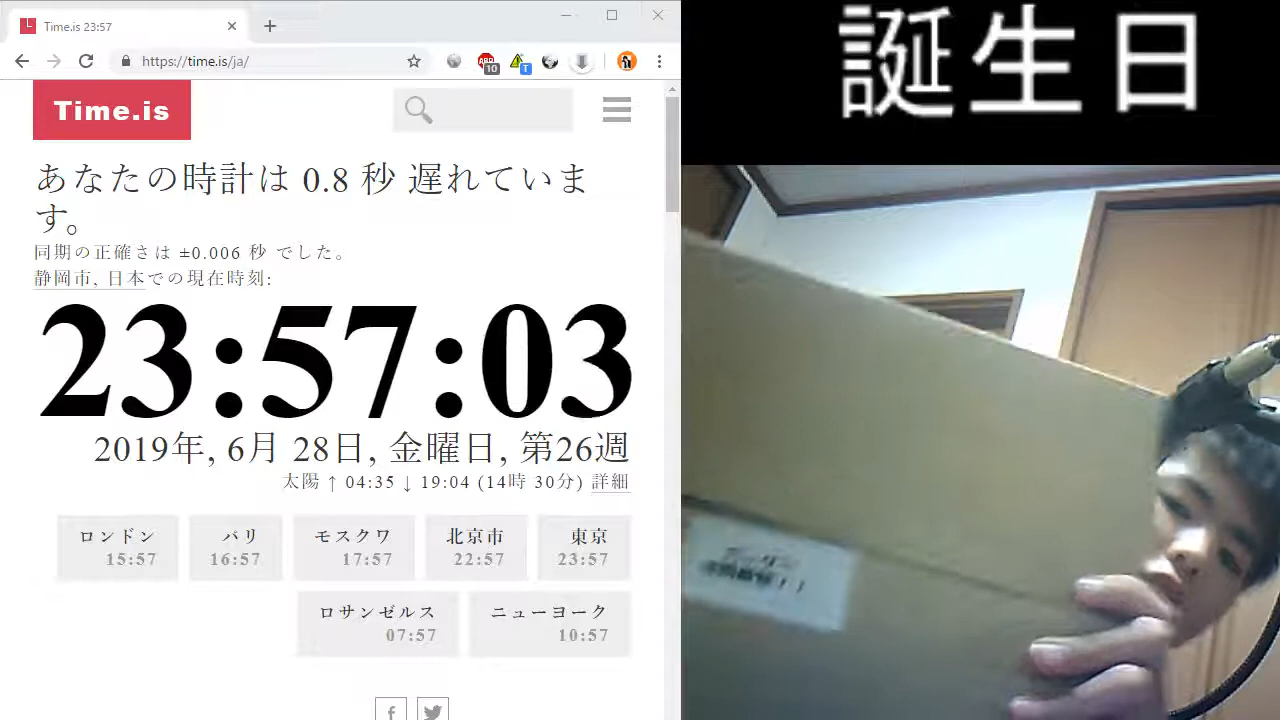 Time.is 23:57
https://time.is/ja/
10
T
Time.is
あなたの時計は 0.8 秒 遅れていま
す。
同期の正確さは ±0.006 秒 でした。
静岡市, 日本での現在時刻:
23:57:03
2019年, 6月 28日, 金曜日, 第26週
太陽 ↑ 04:35 ↓ 19:04 (14時 30分) 詳細
ロンドン
15:57
パリ
16:57
モスクワ
17:57
北京市
22:57
東京
23:57
ロサンゼルス
07:57
ニューヨーク
10:57
誕生日